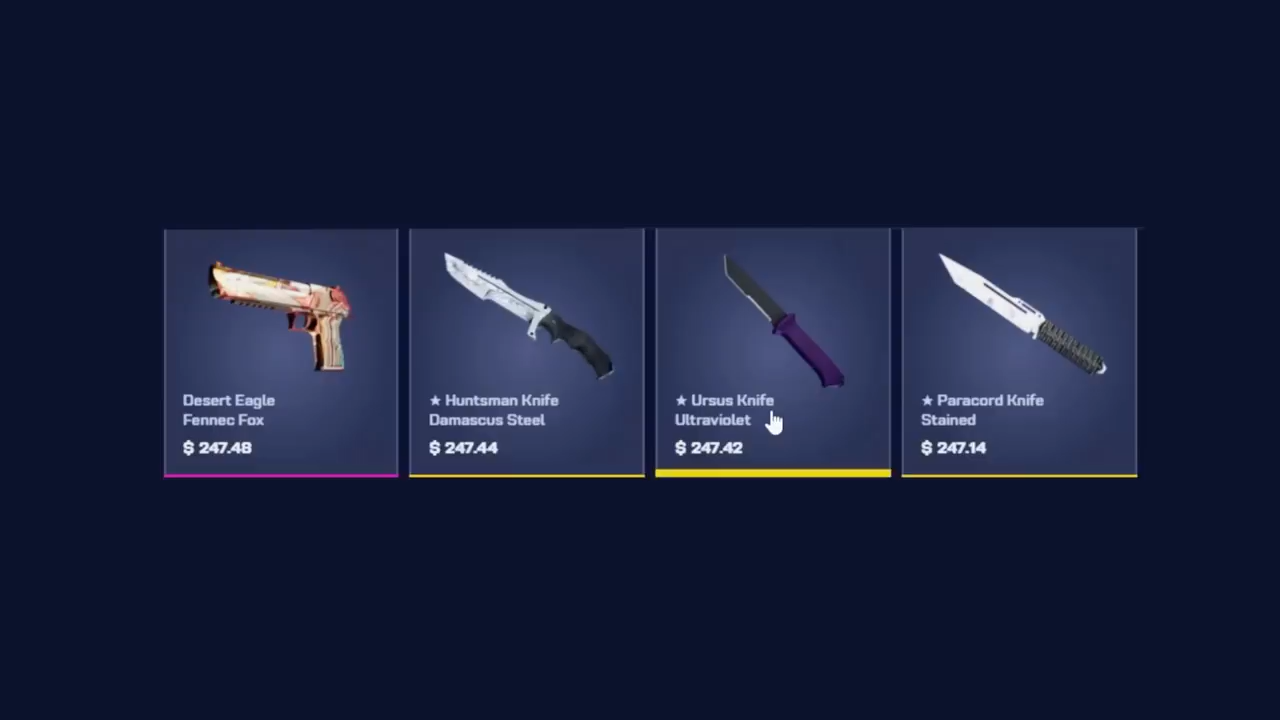 Desert Eagle
Fennec Fox
$ 247.48
★ Huntsman Knife
Damascus Steel
$ 247.44
★ Ursus Knife
Ultraviolet
$ 247.42
★ Paracord Knife
Stained
$ 247.14